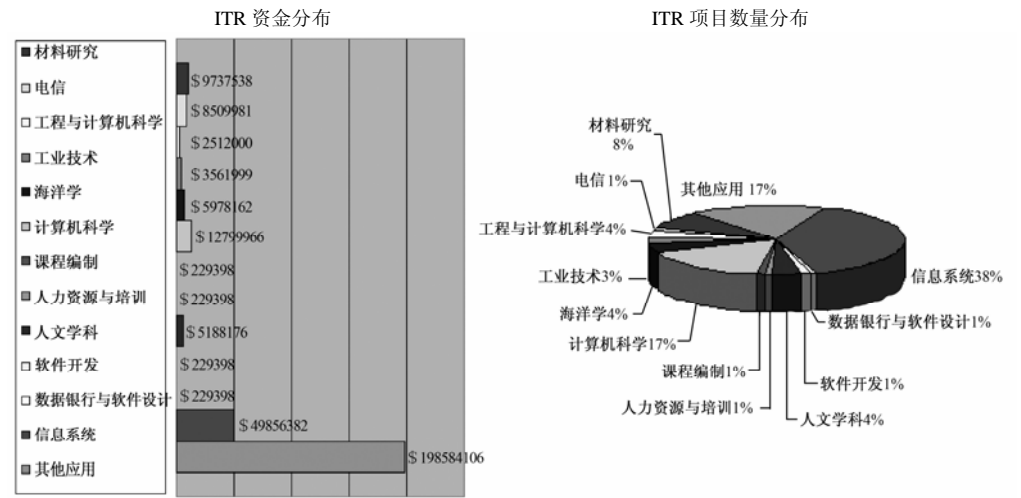 ITR 资金分布
材料研究
电信
工程与计算机科学
工业技术
海洋学
计算机科学
课程编制
人力资源与培训
人文学科
软件开发
数据银行与软件设计
信息系统
其他应用
$9737538
$8509981
$2512000
$3561999
$5978162
$12799966
$229398
$229398
$5188176
$229398
$229398
$49856382
$198584106
ITR 项目数量分布
材料研究
8%
电信1%
其他应用 17%
工程与计算机科学4%
工业技术3%
信息系统38%
海洋学4%
数据银行与软件设计1%
计算机科学17%
课程编制1%
软件开发1%
人力资源与培训1%
人文学科4%